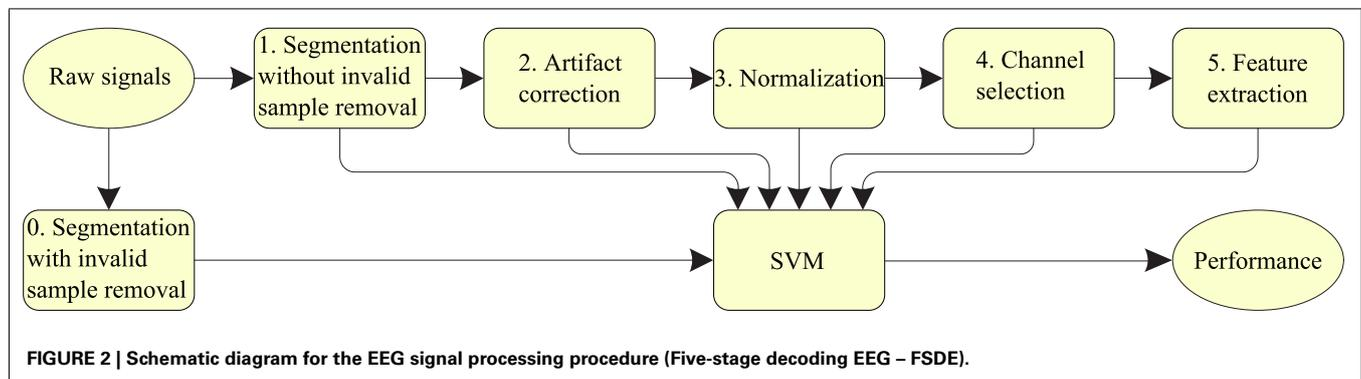 Raw signals
1. Segmentation
without invalid
sample removal
2. Artifact
correction
3. Normalization
4. Channel
selection
5. Feature
extraction
0. Segmentation
with invalid
sample removal
SVM
Performance
FIGURE 2 | Schematic diagram for the EEG signal processing procedure (Five-stage decoding EEG – FSDE).